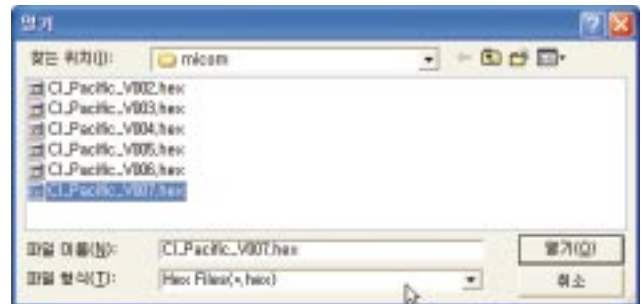 열기
찾는 위치(I): micom
CI_Pacific_V002.hex
CI_Pacific_V003.hex
CI_Pacific_V004.hex
CI_Pacific_V005.hex
CI_Pacific_V006.hex
CI_Pacific_V007.hex
파일 이름(N): CI_Pacific_V007.hex 열기(O)
파일 형식(T): Hex Files(*.hex) 취소